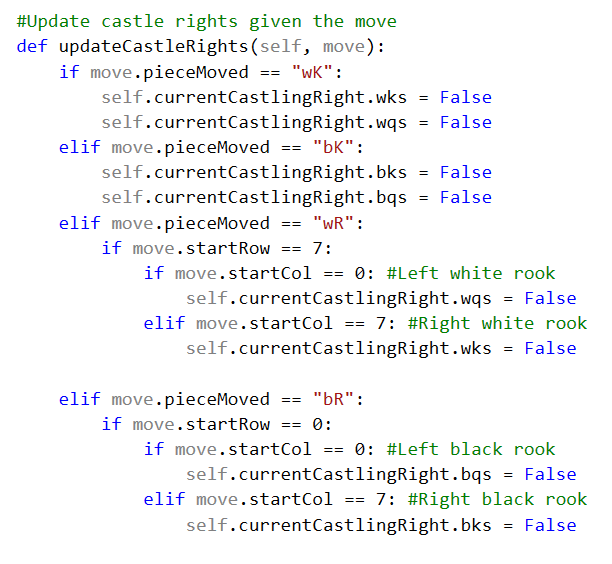 #Update castle rights given the move
def updateCastleRights(self, move):
    if move.pieceMoved == "wK":
        self.currentCastlingRight.wks = False
        self.currentCastlingRight.wqs = False
    elif move.pieceMoved == "bK":
        self.currentCastlingRight.bks = False
        self.currentCastlingRight.bqs = False
    elif move.pieceMoved == "wR":
        if move.startRow == 7:
            if move.startCol == 0: #Left white rook
                self.currentCastlingRight.wqs = False
            elif move.startCol == 7: #Right white rook
                self.currentCastlingRight.wks = False

    elif move.pieceMoved == "bR":
        if move.startRow == 0:
            if move.startCol == 0: #Left black rook
                self.currentCastlingRight.bqs = False
            elif move.startCol == 7: #Right black rook
                self.currentCastlingRight.bks = False